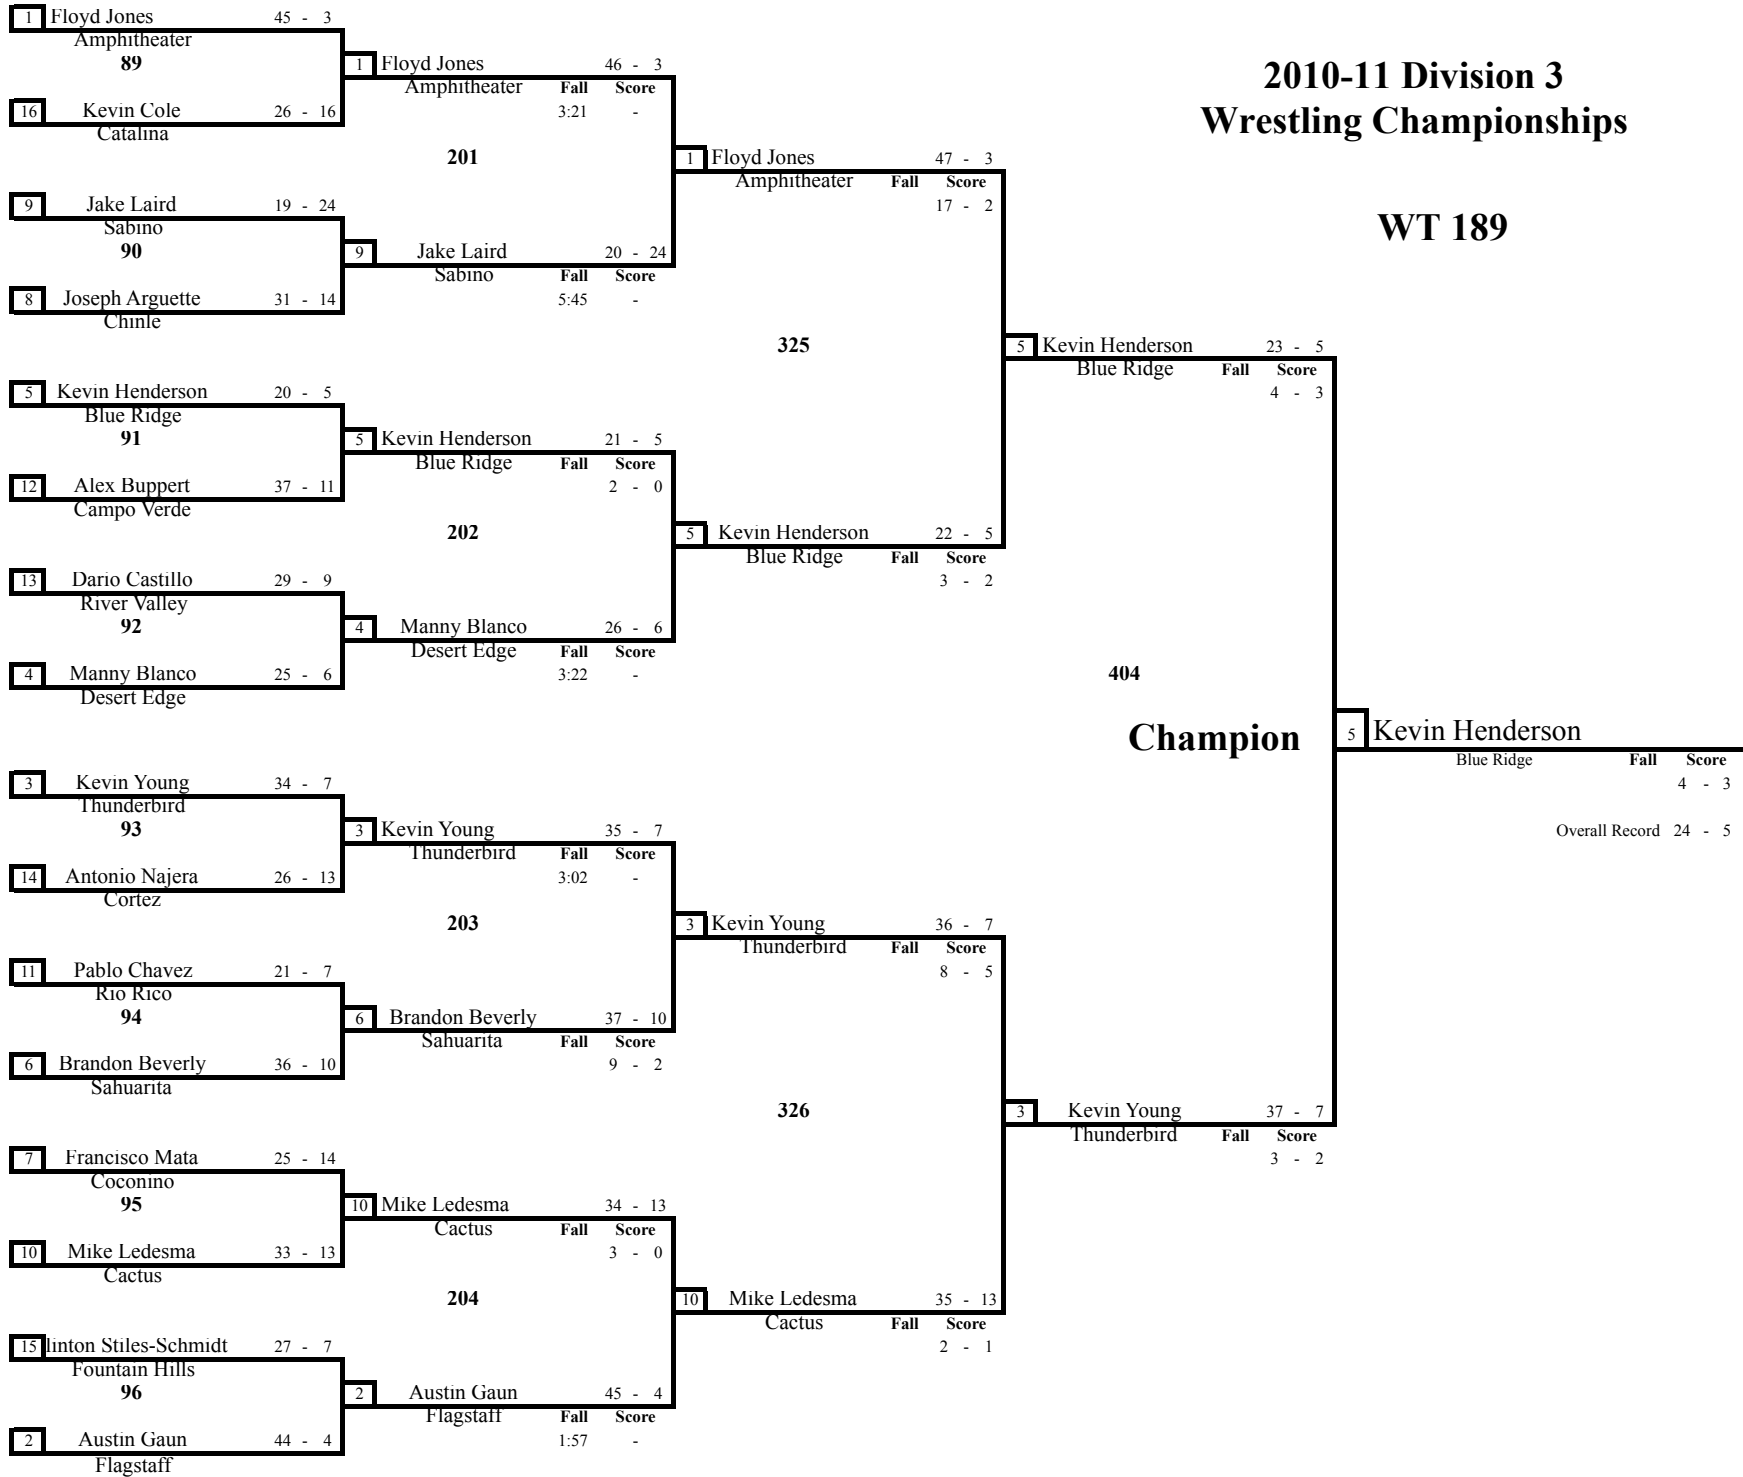 2010-11 Division 3
Wrestling Championships
WT 189
1 Floyd Jones 45 - 3
Amphitheater
89
16 Kevin Cole 26 - 16
Catalina
9 Jake Laird 19 - 24
Sabino
90
8 Joseph Arguette 31 - 14
Chinle
5 Kevin Henderson 20 - 5
Blue Ridge
91
12 Alex Buppert 37 - 11
Campo Verde
13 Dario Castillo 29 - 9
River Valley
92
4 Manny Blanco 25 - 6
Desert Edge
3 Kevin Young 34 - 7
Thunderbird
93
14 Antonio Najera 26 - 13
Cortez
11 Pablo Chavez 21 - 7
Rio Rico
94
6 Brandon Beverly 36 - 10
Sahuarita
7 Francisco Mata 25 - 14
Coconino
95
10 Mike Ledesma 33 - 13
Cactus
15 linton Stiles-Schmidt 27 - 7
Fountain Hills
96
2 Austin Gaun 44 - 4
Flagstaff
1 Floyd Jones 46 - 3
Amphitheater Fall Score
3:21 -
201
9 Jake Laird 20 - 24
Sabino Fall Score
5:45 -
5 Kevin Henderson 21 - 5
Blue Ridge Fall Score
2 - 0
202
4 Manny Blanco 26 - 6
Desert Edge Fall Score
3:22 -
3 Kevin Young 35 - 7
Thunderbird Fall Score
3:02 -
203
6 Brandon Beverly 37 - 10
Sahuarita Fall Score
9 - 2
10 Mike Ledesma 34 - 13
Cactus Fall Score
3 - 0
204
2 Austin Gaun 45 - 4
Flagstaff Fall Score
1:57 -
1 Floyd Jones 47 - 3
Amphitheater Fall Score
17 - 2
325
5 Kevin Henderson 22 - 5
Blue Ridge Fall Score
3 - 2
3 Kevin Young 36 - 7
Thunderbird Fall Score
8 - 5
326
10 Mike Ledesma 35 - 13
Cactus Fall Score
2 - 1
5 Kevin Henderson 23 - 5
Blue Ridge Fall Score
4 - 3
404
3 Kevin Young 37 - 7
Thunderbird Fall Score
3 - 2
Champion
5 Kevin Henderson
Blue Ridge Fall Score
4 - 3
Overall Record 24 - 5